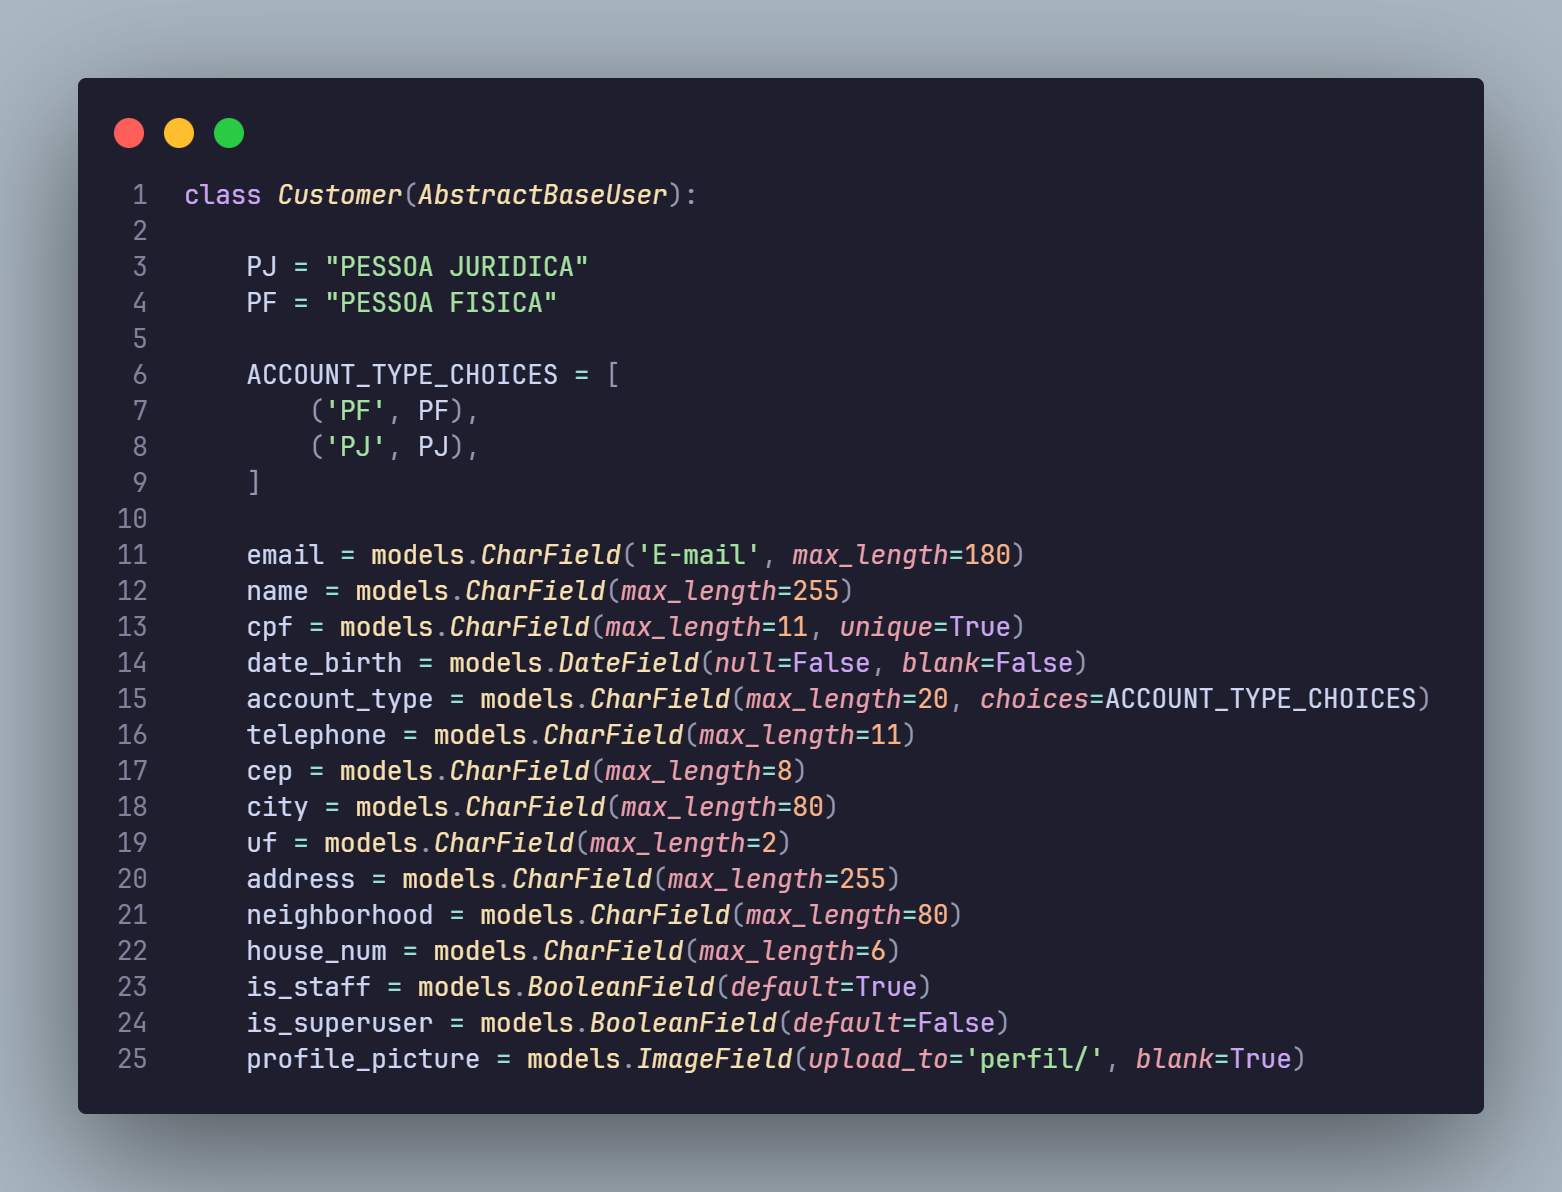 1 class Customer(AbstractBaseUser):
2
3     PJ = "PESSOA JURIDICA"
4     PF = "PESSOA FISICA"
5
6     ACCOUNT_TYPE_CHOICES = [
7         ('PF', PF),
8         ('PJ', PJ),
9     ]
10
11     email = models.CharField('E-mail', max_length=180)
12     name = models.CharField(max_length=255)
13     cpf = models.CharField(max_length=11, unique=True)
14     date_birth = models.DateField(null=False, blank=False)
15     account_type = models.CharField(max_length=20, choices=ACCOUNT_TYPE_CHOICES)
16     telephone = models.CharField(max_length=11)
17     cep = models.CharField(max_length=8)
18     city = models.CharField(max_length=80)
19     uf = models.CharField(max_length=2)
20     address = models.CharField(max_length=255)
21     neighborhood = models.CharField(max_length=80)
22     house_num = models.CharField(max_length=6)
23     is_staff = models.BooleanField(default=True)
24     is_superuser = models.BooleanField(default=False)
25     profile_picture = models.ImageField(upload_to='perfil/', blank=True)